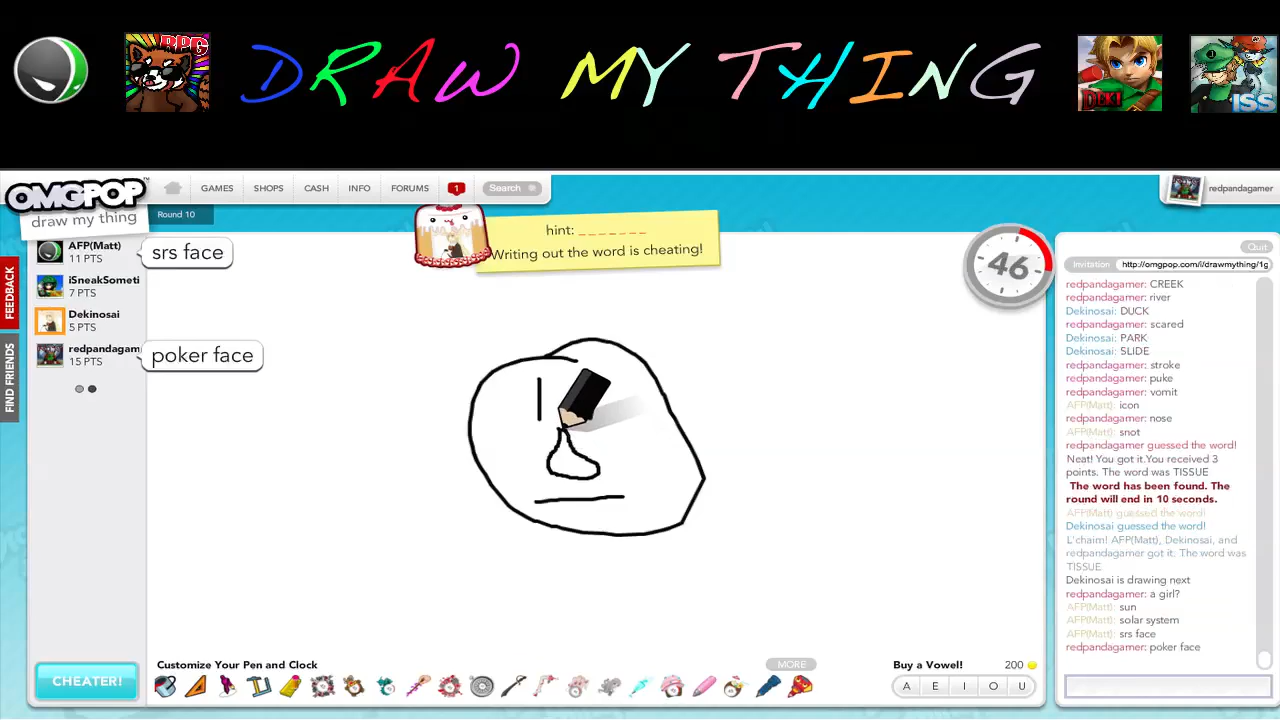 RPG
DRAW MY THING
DEKI
ISS
OMGPOP
draw my thing
GAMES
SHOPS
CASH
INFO
FORUMS
1
Search
redpandagamer
Round 10
hint: _ _ _ _ _ _ _
Writing out the word is cheating!
46
Quit
Invitation
http://omgpop.com/i/drawmything/1g
FEEDBACK
FIND FRIENDS
AFP(Matt)
11 PTS
srs face
iSneakSometi
7 PTS
Dekinosai
5 PTS
redpandagam
15 PTS
poker face
redpandagamer: CREEK
redpandagamer: river
Dekinosai: DUCK
redpandagamer: scared
Dekinosai: PARK
Dekinosai: SLIDE
redpandagamer: stroke
redpandagamer: puke
redpandagamer: vomit
AFP(Matt): icon
redpandagamer: nose
AFP(Matt): snot
redpandagamer guessed the word!
Neat! You got it.You received 3
points. The word was TISSUE
The word has been found. The
round will end in 10 seconds.
AFP(Matt) guessed the word!
Dekinosai guessed the word!
L'chaim! AFP(Matt), Dekinosai, and
redpandagamer got it. The word was
TISSUE
Dekinosai is drawing next
redpandagamer: a girl?
AFP(Matt): sun
AFP(Matt): solar system
AFP(Matt): srs face
redpandagamer: poker face
CHEATER!
Customize Your Pen and Clock
MORE
Buy a Vowel!
200
A E I O U